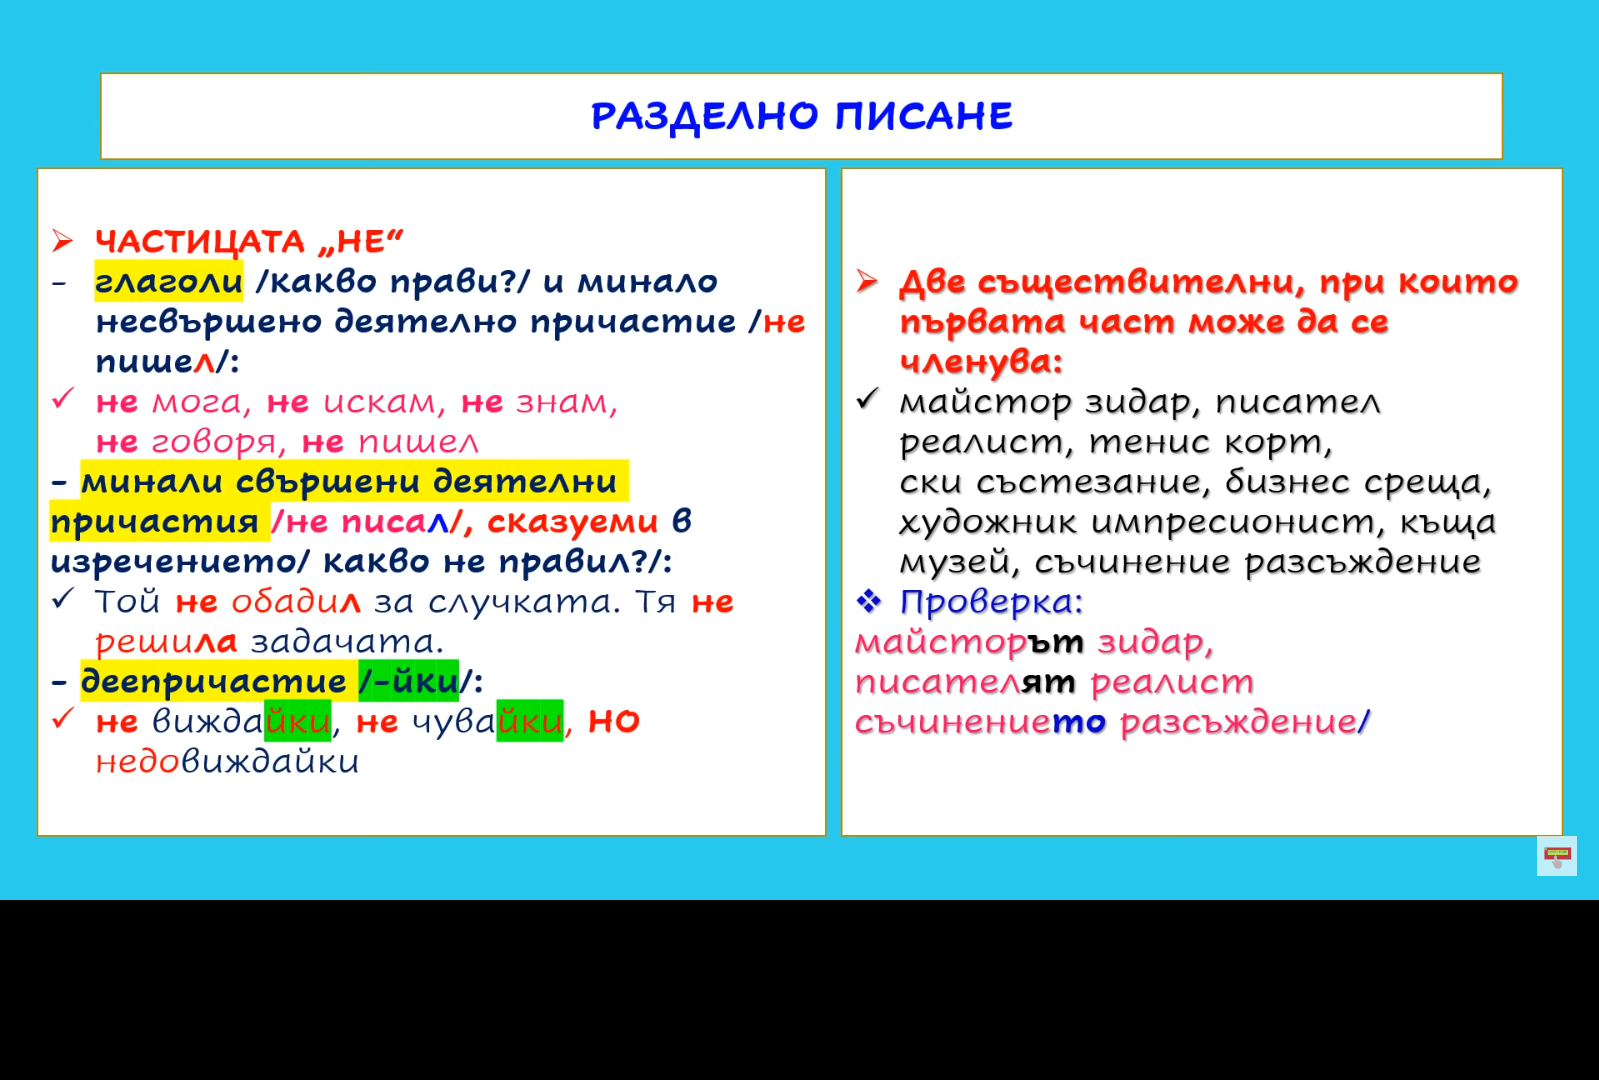 РАЗДЕЛНО ПИСАНЕ
ЧАСТИЦАТА „НЕ“
- глаголи /какво прави?/ и минало
несвършено деятелно причастие /не
пишел/:
не мога, не искам, не знам,
не говоря, не пишел
- минали свършени деятелни
причастия /не писал/, сказуеми в
изречението/ какво не правил?/:
Той не обадил за случката. Тя не
решила задачата.
- деепричастие /-йки/:
не виждайки, не чувайки, НО
недовиждайки
Две съществителни, при които
първата част може да се
членува:
майстор зидар, писател
реалист, тенис корт,
ски състезание, бизнес среща,
художник импресионист, къща
музей, съчинение разсъждение
Проверка:
майсторът зидар,
писателят реалист
съчинението разсъждение/